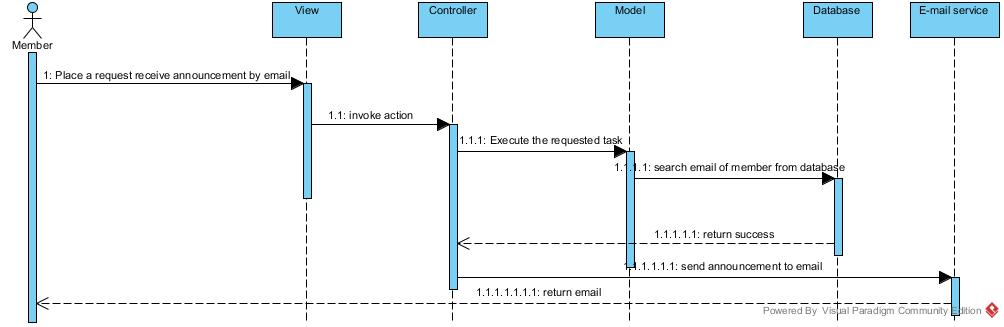 View
Controller
Model
Database
E-mail service
Member
1: Place a request receive announcement by email
1.1: invoke action
1.1.1: Execute the requested task
1.1.1.1: search email of member from database
1.1.1.1.1: return success
1.1.1.1.1.1: send announcement to email
1.1.1.1.1.1.1: return email
Powered By Visual Paradigm Community Edition